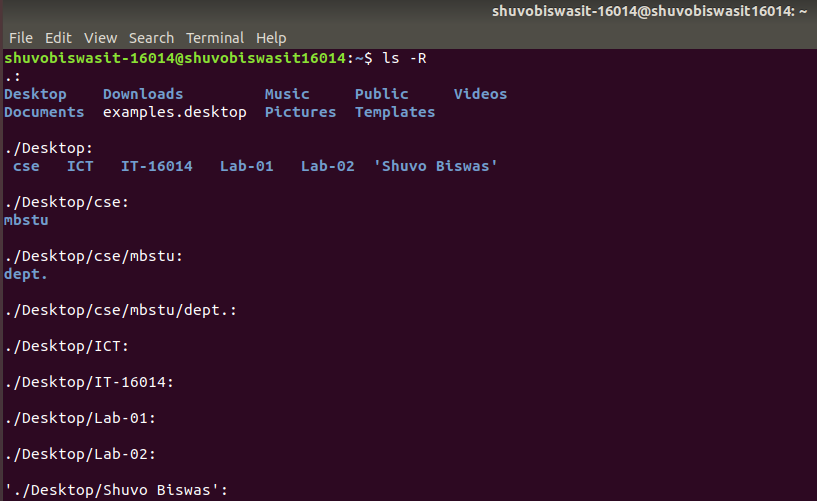 shuvobiswasit-16014@shuvobiswasit16014: ~
File Edit View Search Terminal Help
shuvobiswasit-16014@shuvobiswasit16014:~$ ls -R
.:
Desktop Downloads Music Public Videos
Documents examples.desktop Pictures Templates
./Desktop:
cse ICT IT-16014 Lab-01 Lab-02 'Shuvo Biswas'
./Desktop/cse:
mbstu
./Desktop/cse/mbstu:
dept.
./Desktop/cse/mbstu/dept.:
./Desktop/ICT:
./Desktop/IT-16014:
./Desktop/Lab-01:
./Desktop/Lab-02:
'./Desktop/Shuvo Biswas':